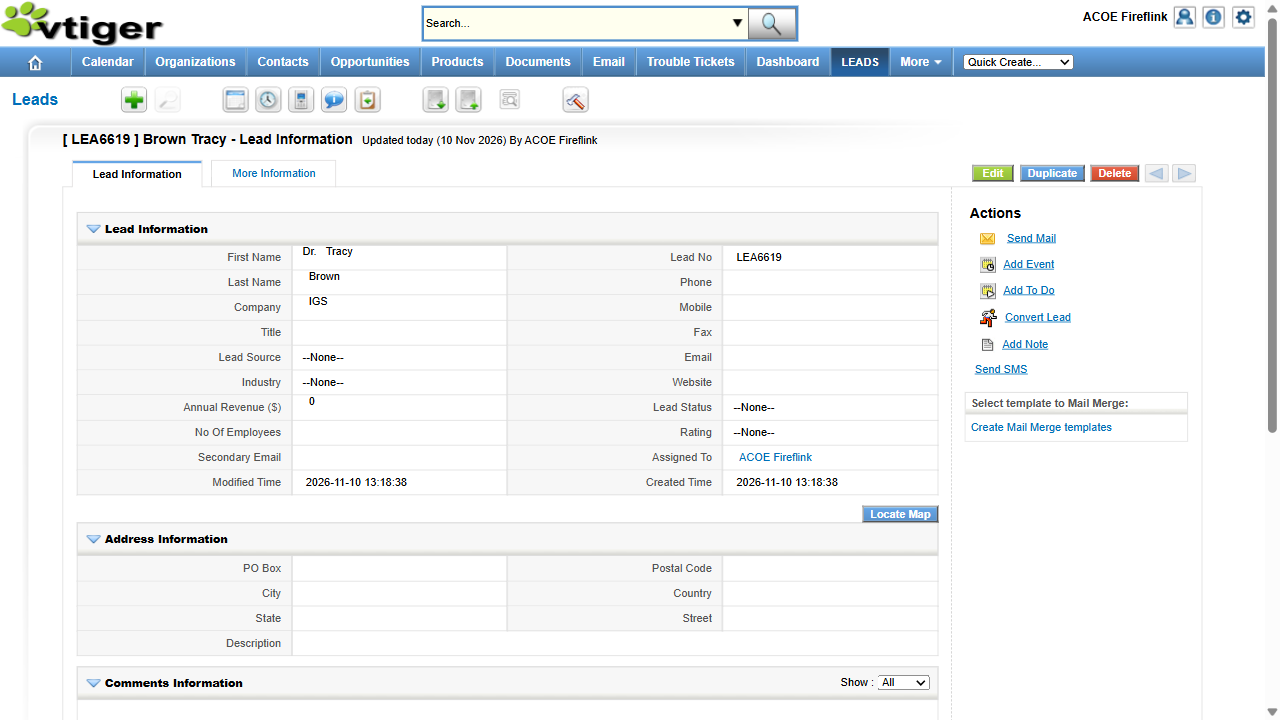 vtiger
Search...
ACOE Fireflink
Calendar Organizations Contacts Opportunities Products Documents Email Trouble Tickets Dashboard LEADS More Quick Create...
Leads
[ LEA6619 ] Brown Tracy - Lead Information Updated today (10 Nov 2026) By ACOE Fireflink
Lead Information More Information
Edit Duplicate Delete
Lead Information
First Name Dr. Tracy Lead No LEA6619
Last Name Brown Phone
Company IGS Mobile
Title Fax
Lead Source --None-- Email
Industry --None-- Website
Annual Revenue ($) 0 Lead Status --None--
No Of Employees Rating --None--
Secondary Email Assigned To ACOE Fireflink
Modified Time 2026-11-10 13:18:38 Created Time 2026-11-10 13:18:38
Locate Map
Address Information
PO Box Postal Code
City Country
State Street
Description
Comments Information Show : All
Actions
Send Mail
Add Event
Add To Do
Convert Lead
Add Note
Send SMS
Select template to Mail Merge:
Create Mail Merge templates